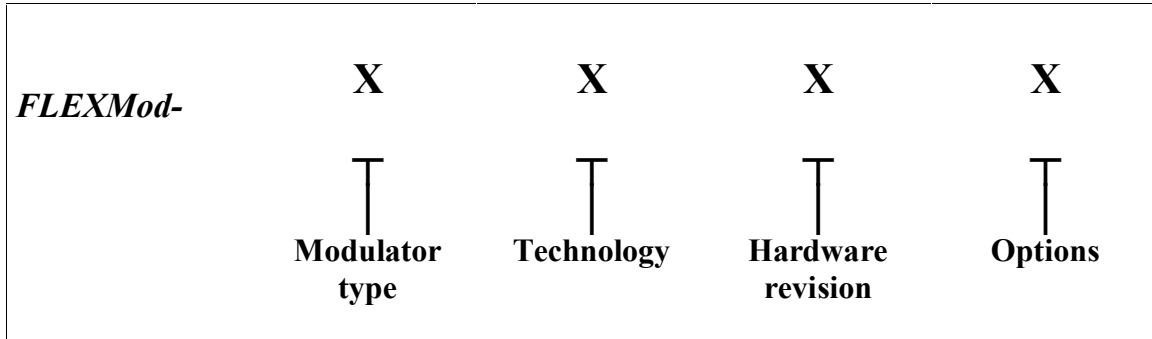 X X X X
FLEXMod-
Modulator Technology Hardware Options
type revision